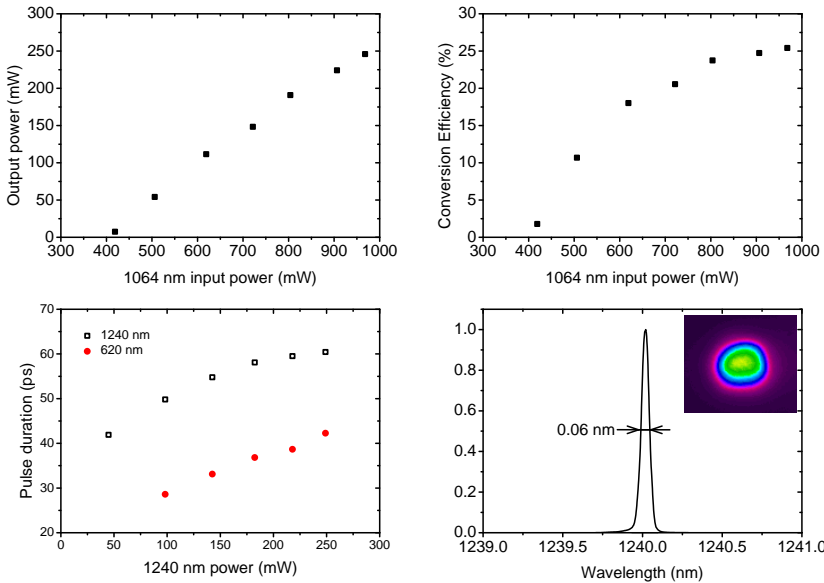 250
200
150
100
50
0
300 400 500 600 700 800 900 1000
Output power (mW)
1064 nm input power (mW)
30
25
20
15
10
5
0
300 400 500 600 700 800 900 1000
Conversion Efficiency (%)
1064 nm input power (mW)
300
70
60
50
40
30
20
0 50 100 150 200 250 300
Pulse duration (ps)
1240 nm
620 nm
1240 nm power (mW)
1.0
0.8
0.6
0.4
0.2
0.0
0.06 nm
1239.0 1239.5 1240.0 1240.5 1241.0
Wavelength (nm)